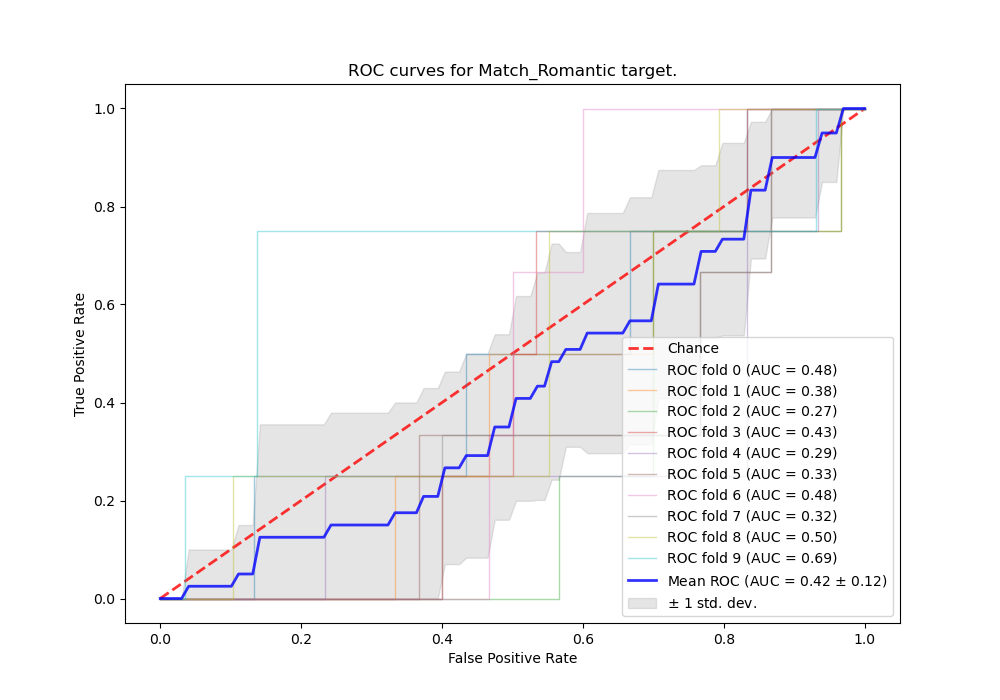 ROC curves for Match_Romantic target.
True Positive Rate
1.0
0.8
0.6
0.4
0.2
0.0
0.0 0.2 0.4 0.6 0.8 1.0
False Positive Rate
Chance
ROC fold 0 (AUC = 0.48)
ROC fold 1 (AUC = 0.38)
ROC fold 2 (AUC = 0.27)
ROC fold 3 (AUC = 0.43)
ROC fold 4 (AUC = 0.29)
ROC fold 5 (AUC = 0.33)
ROC fold 6 (AUC = 0.48)
ROC fold 7 (AUC = 0.32)
ROC fold 8 (AUC = 0.50)
ROC fold 9 (AUC = 0.69)
Mean ROC (AUC = 0.42 ± 0.12)
± 1 std. dev.